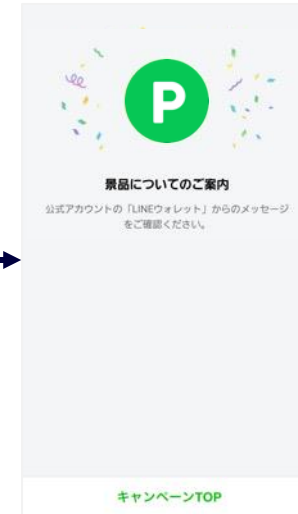 P
景品についてのご案内
公式アカウントの「LINEウォレット」からのメッセージ
をご確認ください。
キャンペーンTOP